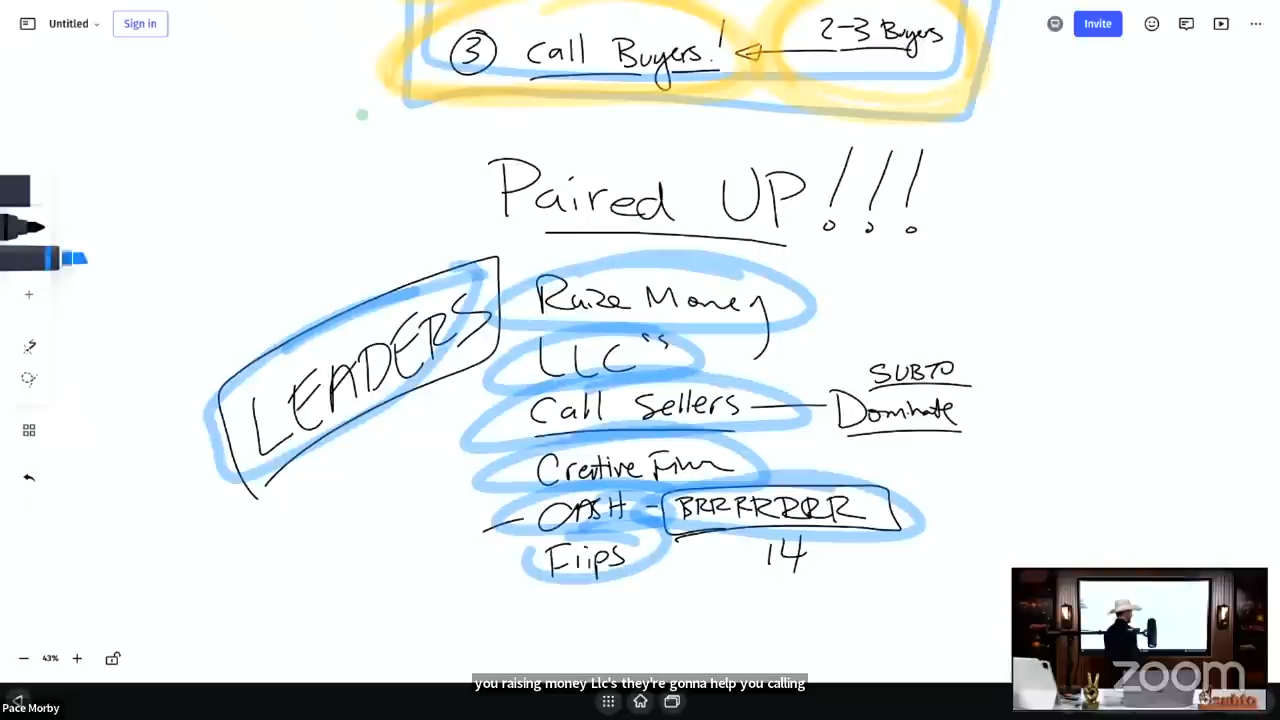 Untitled
Sign in
Invite
3 Call Buyers! 2-3 Buyers
Paired UP!!!
LEADERS
Raize Money
LLC"s
Call Sellers — Dominate
SUBTO
Creative Fin
CASH - BRRRRRRR
Flips
14
43%
zoom
you raising money Llc's they're gonna help you calling
Pace Morby